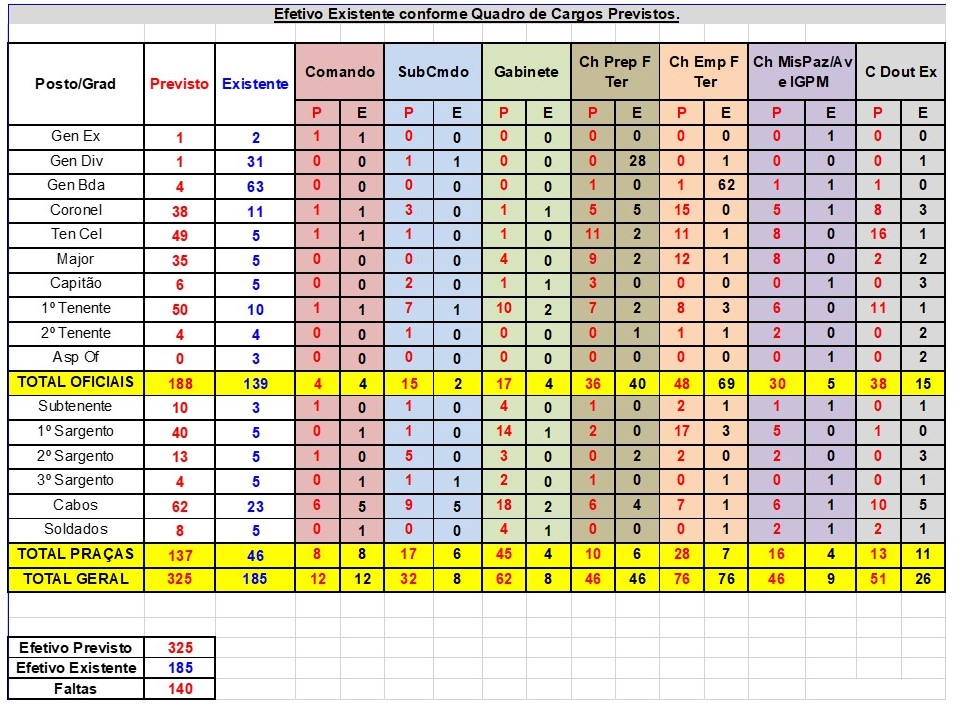 Efetivo Existente conforme Quadro de Cargos Previstos.
Posto/Grad Previsto Existente Comando SubCmdo Gabinete Ch Prep F Ter Ch Emp F Ter Ch MisPaz/Av e IGPM C Dout Ex
P E P E P E P E P E P E P E
Gen Ex 1 2 1 1 0 0 0 0 0 0 0 0 0 1 0 0
Gen Div 1 31 0 0 1 1 0 0 0 28 0 1 0 0 0 1
Gen Bda 4 63 0 0 0 0 0 0 1 0 1 62 1 1 1 0
Coronel 38 11 1 1 3 0 1 1 5 5 15 0 5 1 8 3
Ten Cel 49 5 1 1 1 0 1 0 11 2 11 1 8 0 16 1
Major 35 5 0 0 0 0 4 0 9 2 12 1 8 0 2 2
Capitão 6 5 0 0 2 0 1 1 3 0 0 0 0 1 0 3
1º Tenente 50 10 1 1 7 1 10 2 7 2 8 3 6 0 11 1
2º Tenente 4 4 0 0 1 0 0 0 0 1 1 1 2 0 0 2
Asp Of 0 3 0 0 0 0 0 0 0 0 0 0 0 1 0 2
TOTAL OFICIAIS 188 139 4 4 15 2 17 4 36 40 48 69 30 5 38 15
Subtenente 10 3 1 0 1 0 4 0 1 0 2 1 1 1 0 1
1º Sargento 40 5 0 1 1 0 14 1 2 0 17 3 5 0 1 0
2º Sargento 13 5 1 0 5 0 3 0 0 2 2 0 2 0 0 3
3º Sargento 4 5 0 1 1 1 2 0 1 0 0 1 0 1 0 1
Cabos 62 23 6 5 9 5 18 2 6 4 7 1 6 1 10 5
Soldados 8 5 0 1 0 0 4 1 0 0 0 1 2 1 2 1
TOTAL PRAÇAS 137 46 8 8 17 6 45 4 10 6 28 7 16 4 13 11
TOTAL GERAL 325 185 12 12 32 8 62 8 46 46 76 76 46 9 51 26
Efetivo Previsto 325
Efetivo Existente 185
Faltas 140